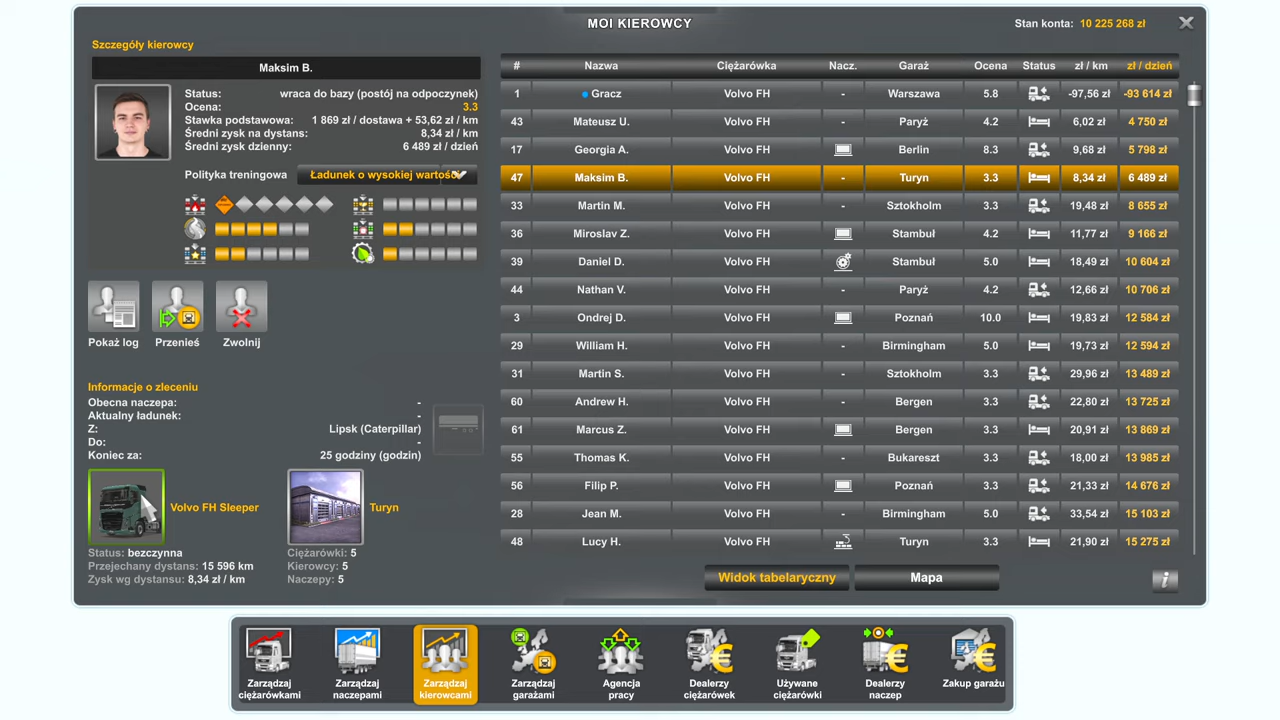 MOI KIEROWCY
Stan konta: 10 225 268 zł
Szczegóły kierowcy
Maksim B.
Status: wraca do bazy (postój na odpoczynek)
Ocena: 3.3
Stawka podstawowa: 1 869 zł / dostawa + 53,62 zł / km
Średni zysk na dystans: 8,34 zł / km
Średni zysk dzienny: 6 489 zł / dzień
Polityka treningowa Ładunek o wysokiej wartości
Pokaż log Przenieś Zwolnij
Informacje o zleceniu
Obecna naczepa: -
Aktualny ładunek: -
Z: Lipsk (Caterpillar)
Do: -
Koniec za: 25 godziny (godzin)
Volvo FH Sleeper
Turyn
Status: bezczynna
Przejechany dystans: 15 596 km
Zysk wg dystansu: 8,34 zł / km
Ciężarówki: 5
Kierowcy: 5
Naczepy: 5
# Nazwa Ciężarówka Nacz. Garaż Ocena Status zł / km zł / dzień
1 Gracz Volvo FH - Warszawa 5.8 -97,56 zł -93 614 zł
43 Mateusz U. Volvo FH - Paryż 4.2 6,02 zł 4 750 zł
17 Georgia A. Volvo FH Berlin 8.3 9,68 zł 5 798 zł
47 Maksim B. Volvo FH - Turyn 3.3 8,34 zł 6 489 zł
33 Martin M. Volvo FH - Sztokholm 3.3 19,48 zł 8 655 zł
36 Miroslav Z. Volvo FH Stambuł 4.2 11,77 zł 9 166 zł
39 Daniel D. Volvo FH Stambuł 5.0 18,49 zł 10 604 zł
44 Nathan V. Volvo FH - Paryż 4.2 12,66 zł 10 706 zł
3 Ondrej D. Volvo FH Poznań 10.0 19,83 zł 12 584 zł
29 William H. Volvo FH - Birmingham 5.0 19,73 zł 12 594 zł
31 Martin S. Volvo FH - Sztokholm 3.3 29,96 zł 13 489 zł
60 Andrew H. Volvo FH - Bergen 3.3 22,80 zł 13 725 zł
61 Marcus Z. Volvo FH Bergen 3.3 20,91 zł 13 869 zł
55 Thomas K. Volvo FH - Bukareszt 3.3 18,00 zł 13 985 zł
56 Filip P. Volvo FH Poznań 3.3 21,33 zł 14 676 zł
28 Jean M. Volvo FH - Birmingham 5.0 33,54 zł 15 103 zł
48 Lucy H. Volvo FH Turyn 3.3 21,90 zł 15 275 zł
Widok tabelaryczny Mapa
i
Zarządzaj ciężarówkami
Zarządzaj naczepami
Zarządzaj kierowcami
Zarządzaj garażami
Agencja pracy
Dealerzy ciężarówek
Używane ciężarówki
Dealerzy naczep
Zakup garażu